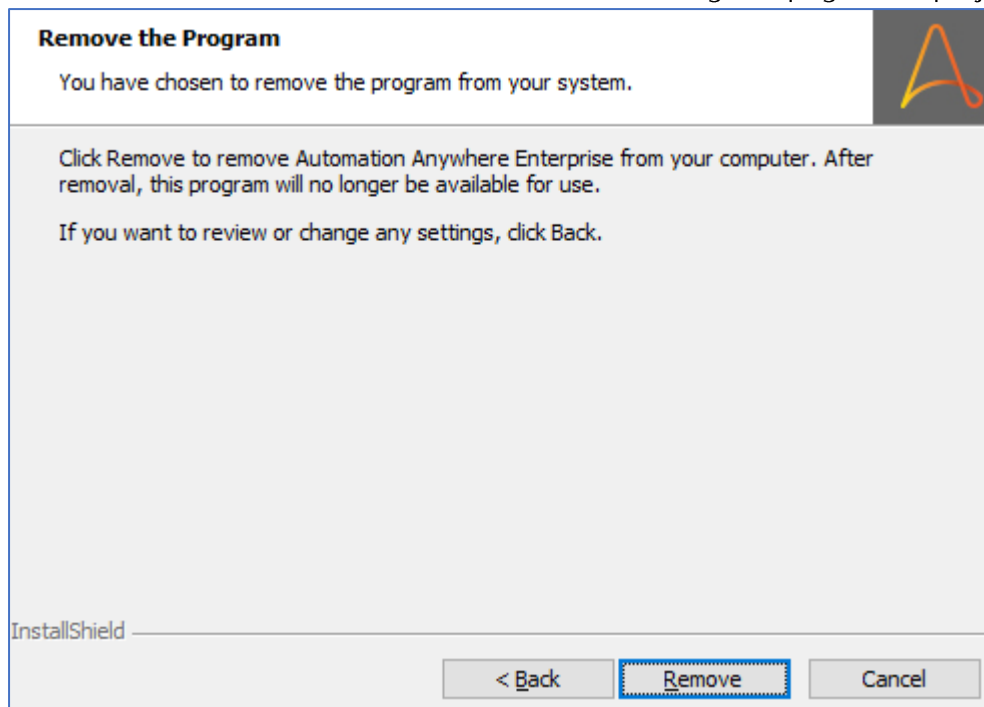 Remove the Program
You have chosen to remove the program from your system.
Click Remove to remove Automation Anywhere Enterprise from your computer. After
removal, this program will no longer be available for use.
If you want to review or change any settings, click Back.
InstallShield
< Back Remove Cancel